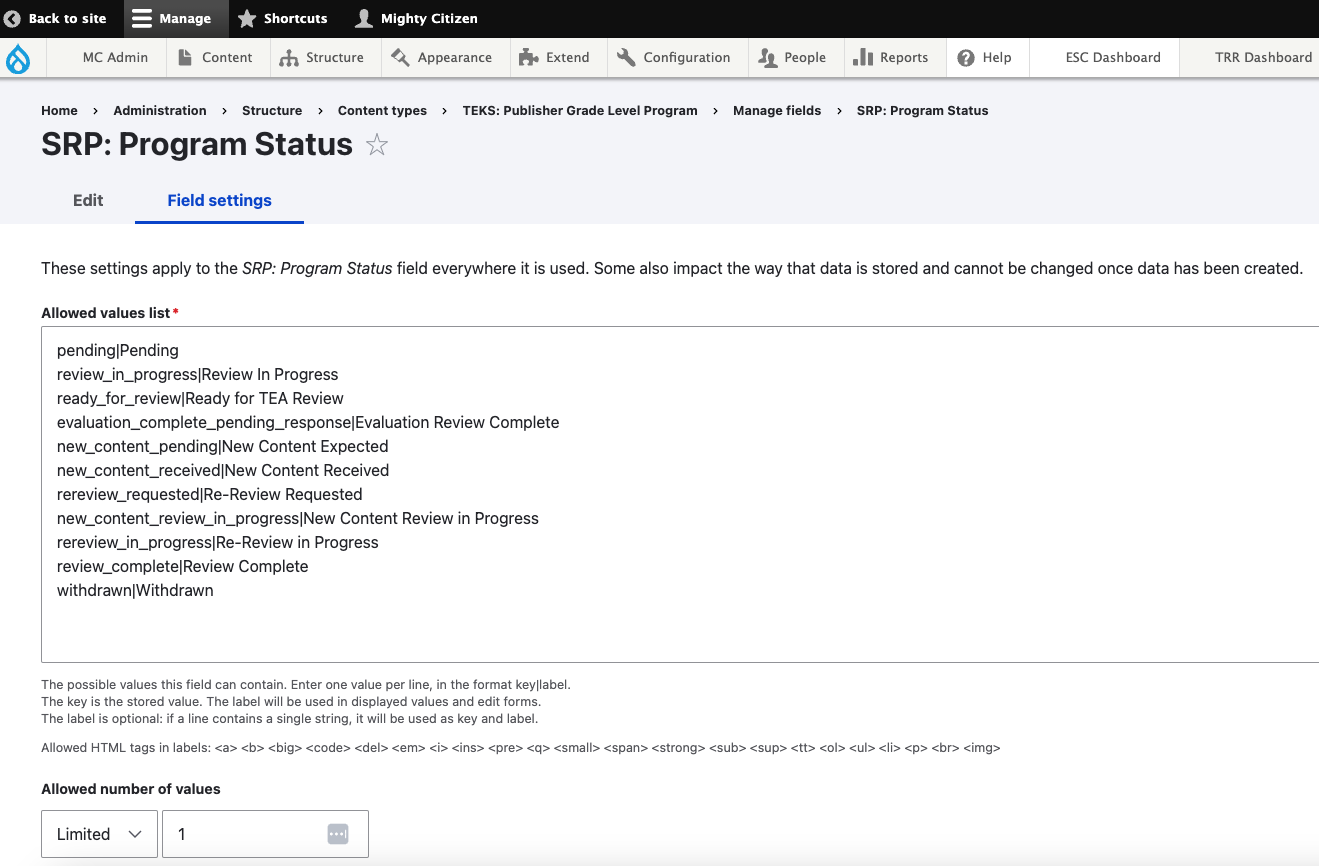 Back to site Manage Shortcuts Mighty Citizen
MC Admin Content Structure Appearance Extend Configuration People Reports Help ESC Dashboard TRR Dashboard
Home › Administration › Structure › Content types › TEKS: Publisher Grade Level Program › Manage fields › SRP: Program Status
SRP: Program Status
Edit Field settings
These settings apply to the SRP: Program Status field everywhere it is used. Some also impact the way that data is stored and cannot be changed once data has been created.
Allowed values list*
pending|Pending
review_in_progress|Review In Progress
ready_for_review|Ready for TEA Review
evaluation_complete_pending_response|Evaluation Review Complete
new_content_pending|New Content Expected
new_content_received|New Content Received
rereview_requested|Re-Review Requested
new_content_review_in_progress|New Content Review in Progress
rereview_in_progress|Re-Review in Progress
review_complete|Review Complete
withdrawn|Withdrawn
The possible values this field can contain. Enter one value per line, in the format key|label.
The key is the stored value. The label will be used in displayed values and edit forms.
The label is optional: if a line contains a single string, it will be used as key and label.
Allowed HTML tags in labels: <a> <b> <big> <code> <del> <em> <i> <ins> <pre> <q> <small> <span> <strong> <sub> <sup> <tt> <ol> <ul> <li> <p> <br> <img>
Allowed number of values
Limited 1